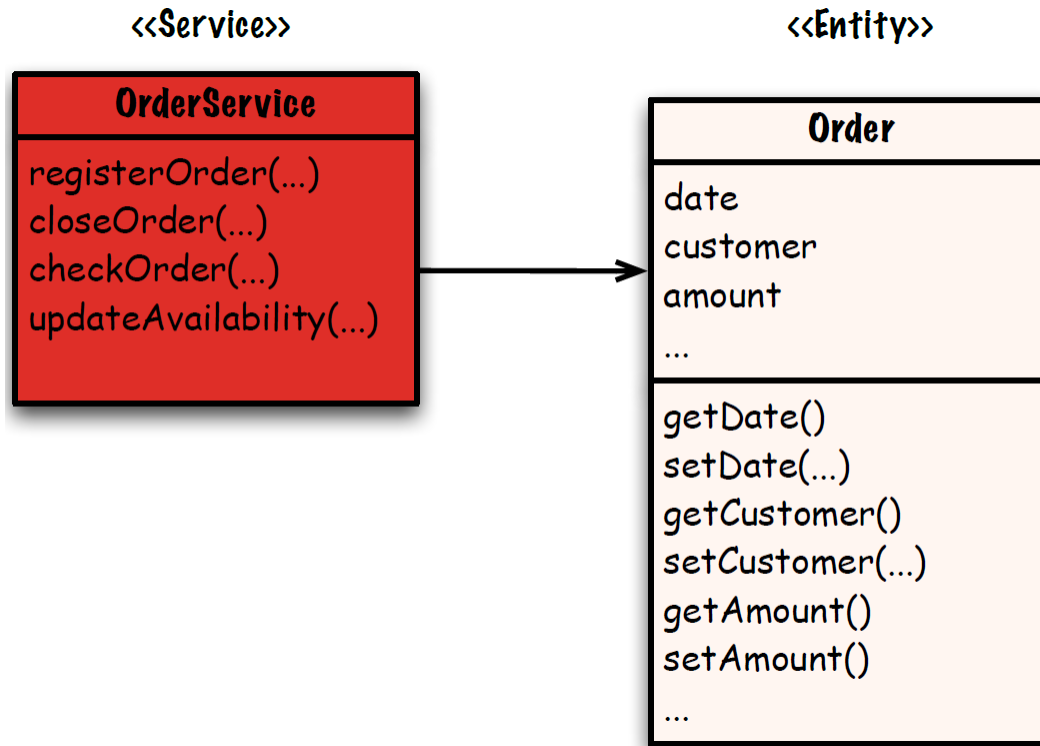 <<Service>>
OrderService
registerOrder(...)
closeOrder(...)
checkOrder(...)
updateAvailability(...)
<<Entity>>
Order
date
customer
amount
...
getDate()
setDate(...)
getCustomer()
setCustomer(...)
getAmount()
setAmount()
...